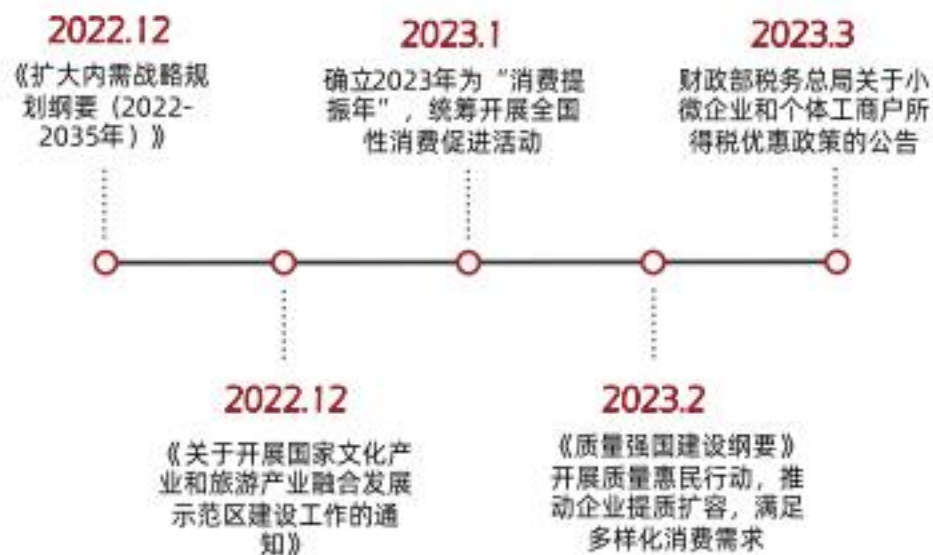 2022.12
《扩大内需战略规
划纲要（2022-
2035年）》
2023.1
确立2023年为“消费提
振年”，统筹开展全国
性消费促进活动
2023.3
财政部税务总局关于小
微企业和个体工商户所
得税优惠政策的公告
2022.12
《关于开展国家文化产
业和旅游产业融合发展
示范区建设工作的通
知》
2023.2
《质量强国建设纲要》
开展质量惠民行动，推
动企业提质扩容，满足
多样化消费需求